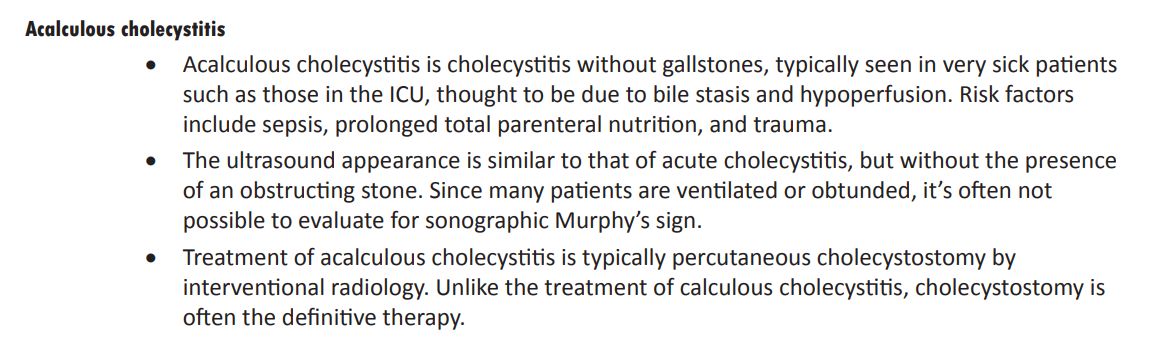 Acalculous cholecystitis
• Acalculous cholecystitis is cholecystitis without gallstones, typically seen in very sick patients
such as those in the ICU, thought to be due to bile stasis and hypoperfusion. Risk factors
include sepsis, prolonged total parenteral nutrition, and trauma.
• The ultrasound appearance is similar to that of acute cholecystitis, but without the presence
of an obstructing stone. Since many patients are ventilated or obtunded, it’s often not
possible to evaluate for sonographic Murphy’s sign.
• Treatment of acalculous cholecystitis is typically percutaneous cholecystostomy by
interventional radiology. Unlike the treatment of calculous cholecystitis, cholecystostomy is
often the definitive therapy.